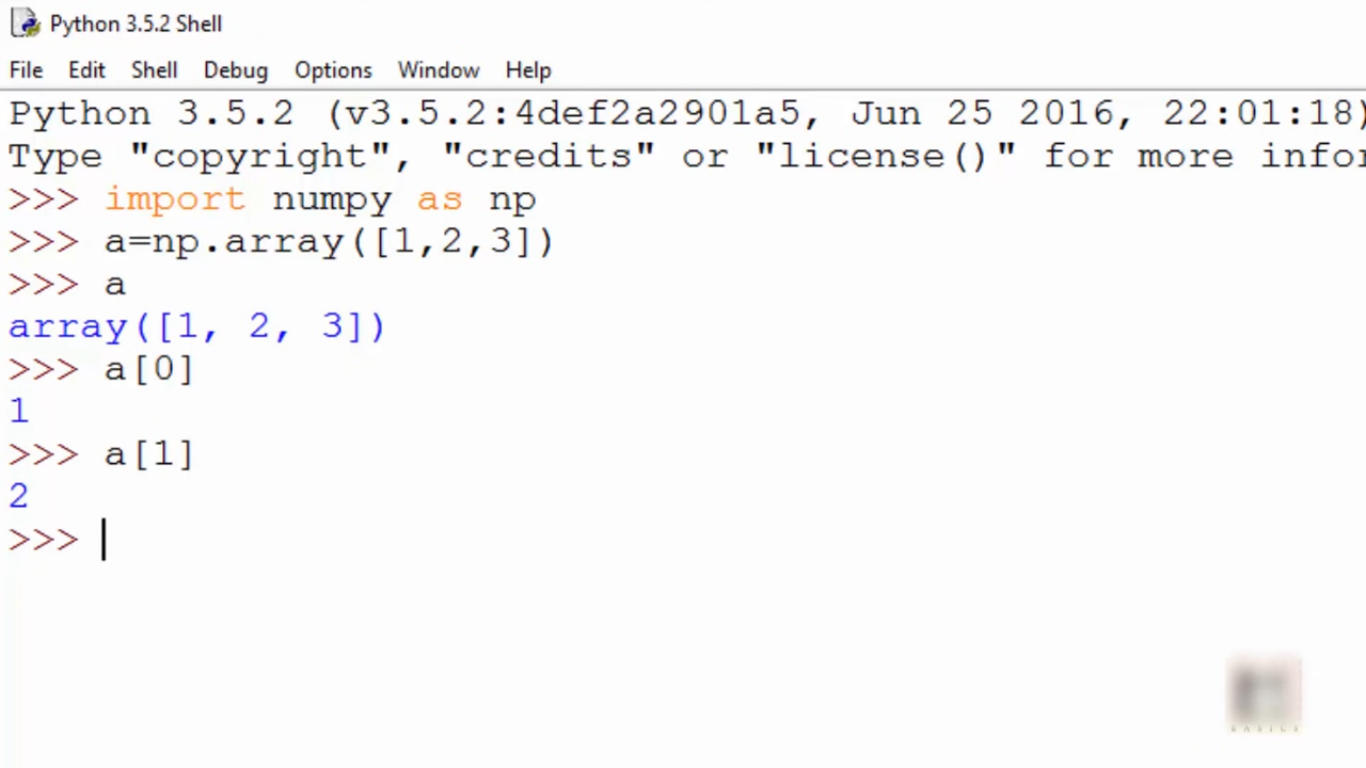 Python 3.5.2 Shell
File Edit Shell Debug Options Window Help
Python 3.5.2 (v3.5.2:4def2a2901a5, Jun 25 2016, 22:01:18)
Type "copyright", "credits" or "license()" for more infor
>>> import numpy as np
>>> a=np.array([1,2,3])
>>> a
array([1, 2, 3])
>>> a[0]
1
>>> a[1]
2
>>>